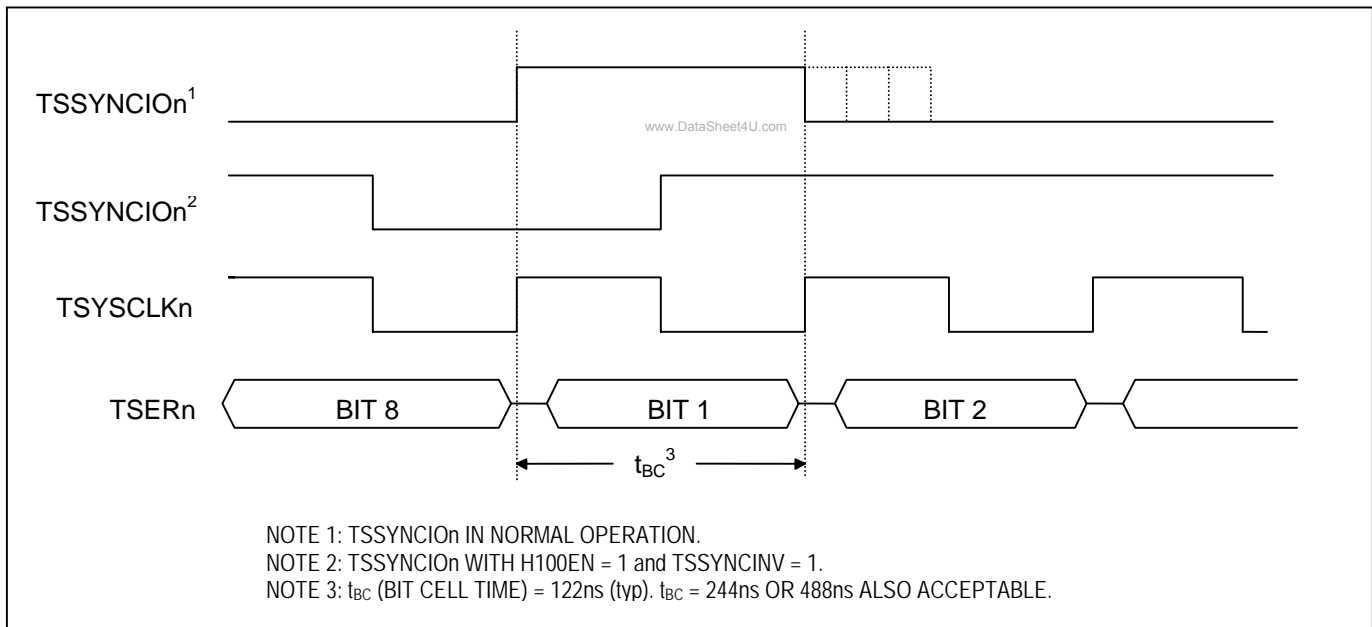 TSSYNCIOn¹
www.DataSheet4U.com
TSSYNCIOn²
TSYSCLKn
TSERn BIT 8 BIT 1 BIT 2
tBC³
NOTE 1: TSSYNCIOn IN NORMAL OPERATION.
NOTE 2: TSSYNCIOn WITH H100EN = 1 and TSSYNCINV = 1.
NOTE 3: tBC (BIT CELL TIME) = 122ns (typ). tBC = 244ns OR 488ns ALSO ACCEPTABLE.